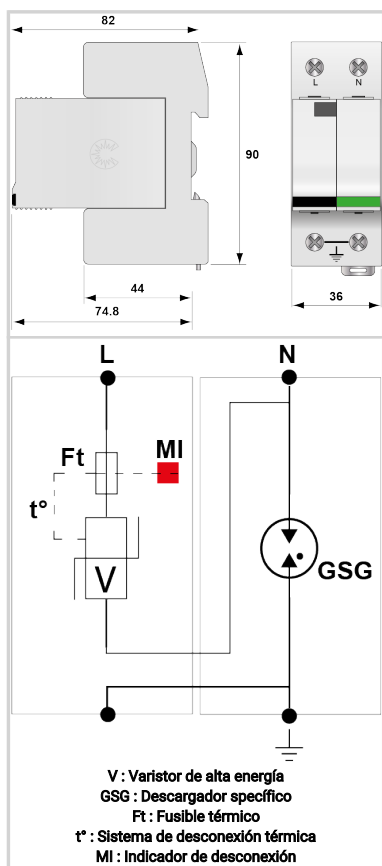 82
L N
90
44
36
74.8
L N
Ft
MI
t°
V
GSG
V : Varistor de alta energía
GSG : Descargador specífico
Ft : Fusible térmico
t° : Sistema de desconexión térmica
MI : Indicador de desconexión